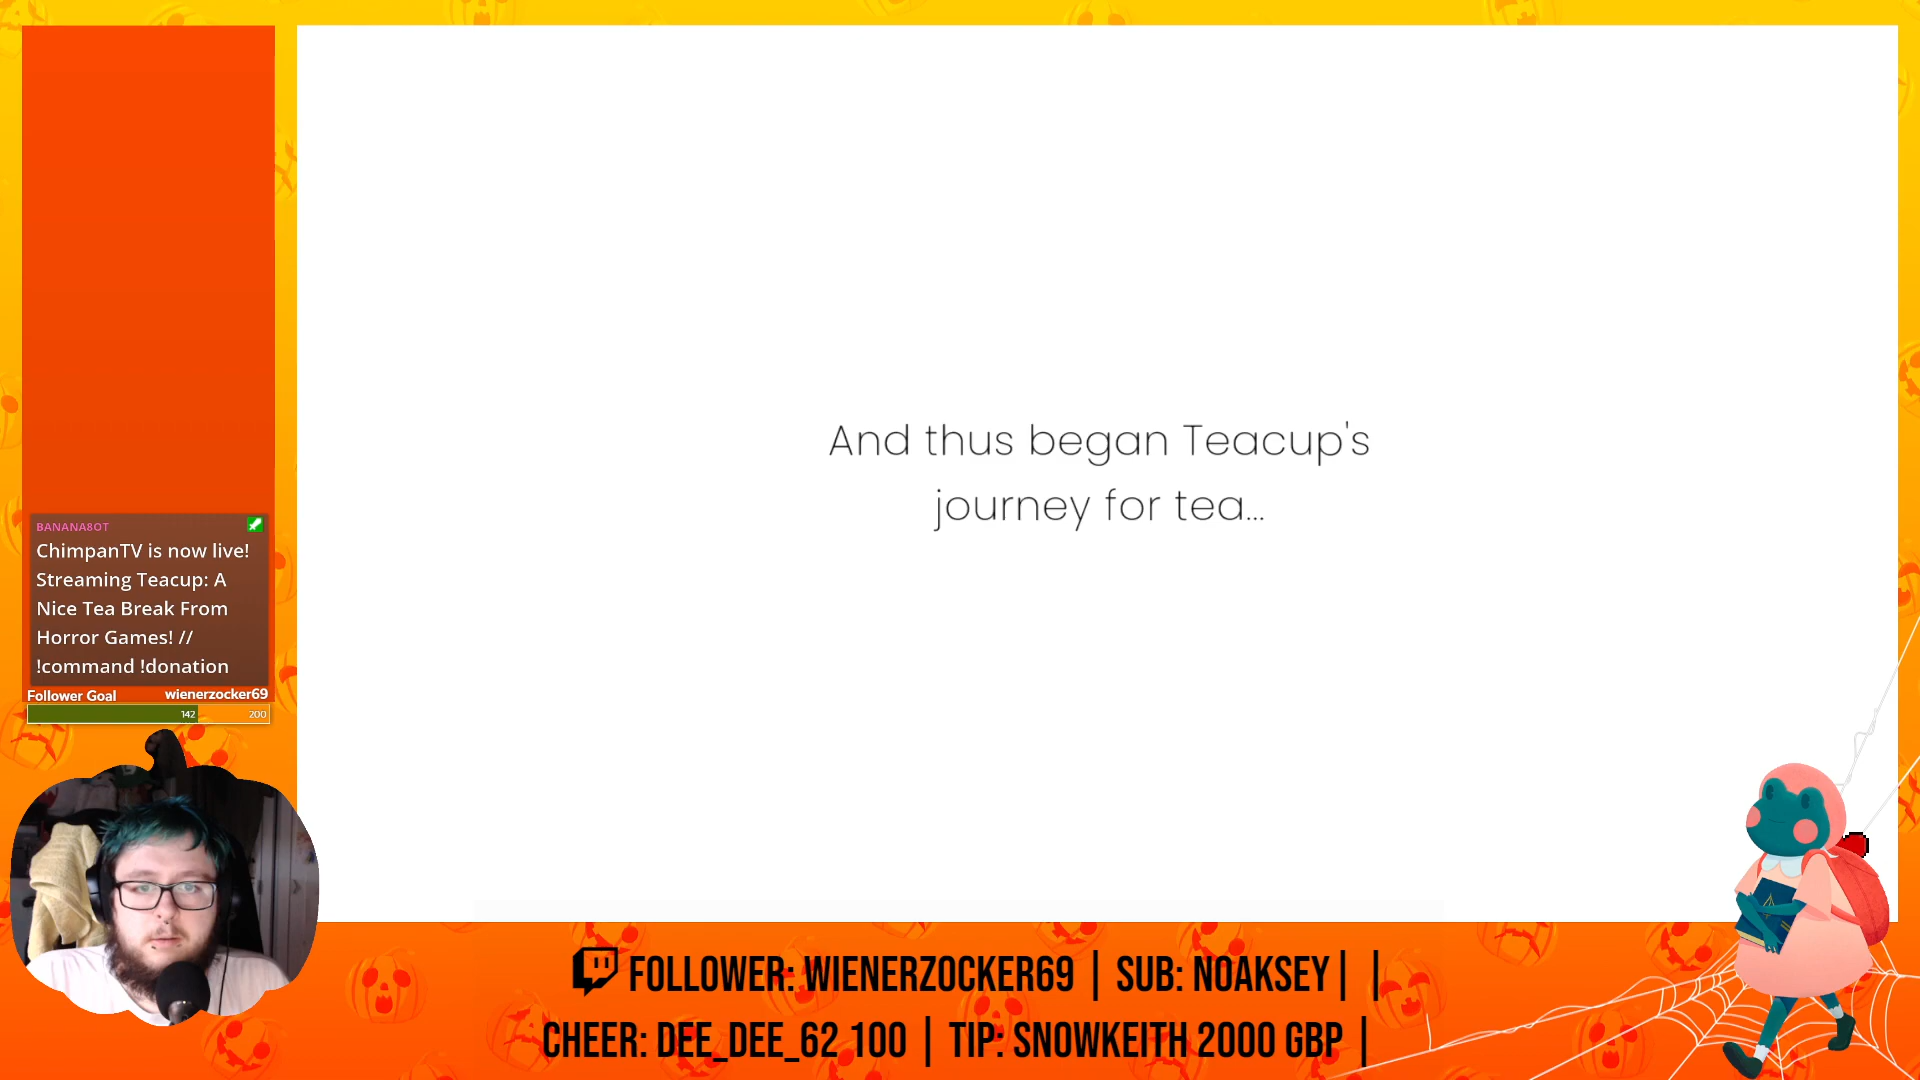 And thus began Teacup's
journey for tea...
BANANA8OT
ChimpanTV is now live!
Streaming Teacup: A
Nice Tea Break From
Horror Games! //
!command !donation
Follower Goal wienerzocker69
142 200
FOLLOWER: WIENERZOCKER69 | SUB: NOAKSEY | |
CHEER: DEE_DEE_62 100 | TIP: SNOWKEITH 2000 GBP |